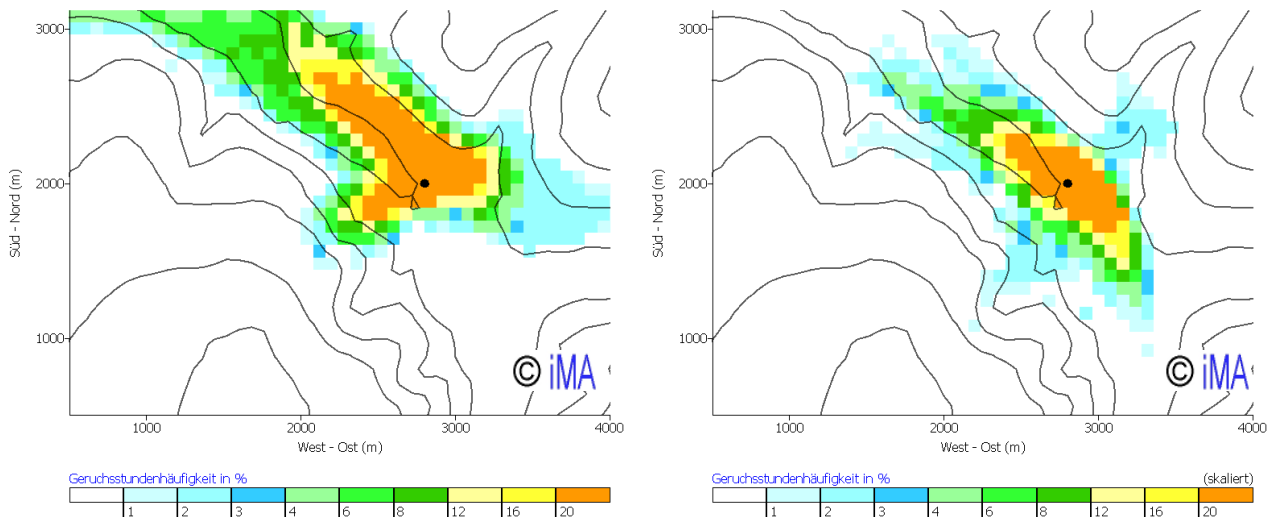 3000
2000
1000
Süd - Nord (m)
1000 2000 3000 4000
West - Ost (m)
© iMA
Geruchsstundenhäufigkeit in %
1 2 3 4 6 8 12 16 20
3000
2000
1000
Süd - Nord (m)
1000 2000 3000 4000
West - Ost (m)
© iMA
Geruchsstundenhäufigkeit in % (skaliert)
1 2 3 4 6 8 12 16 20